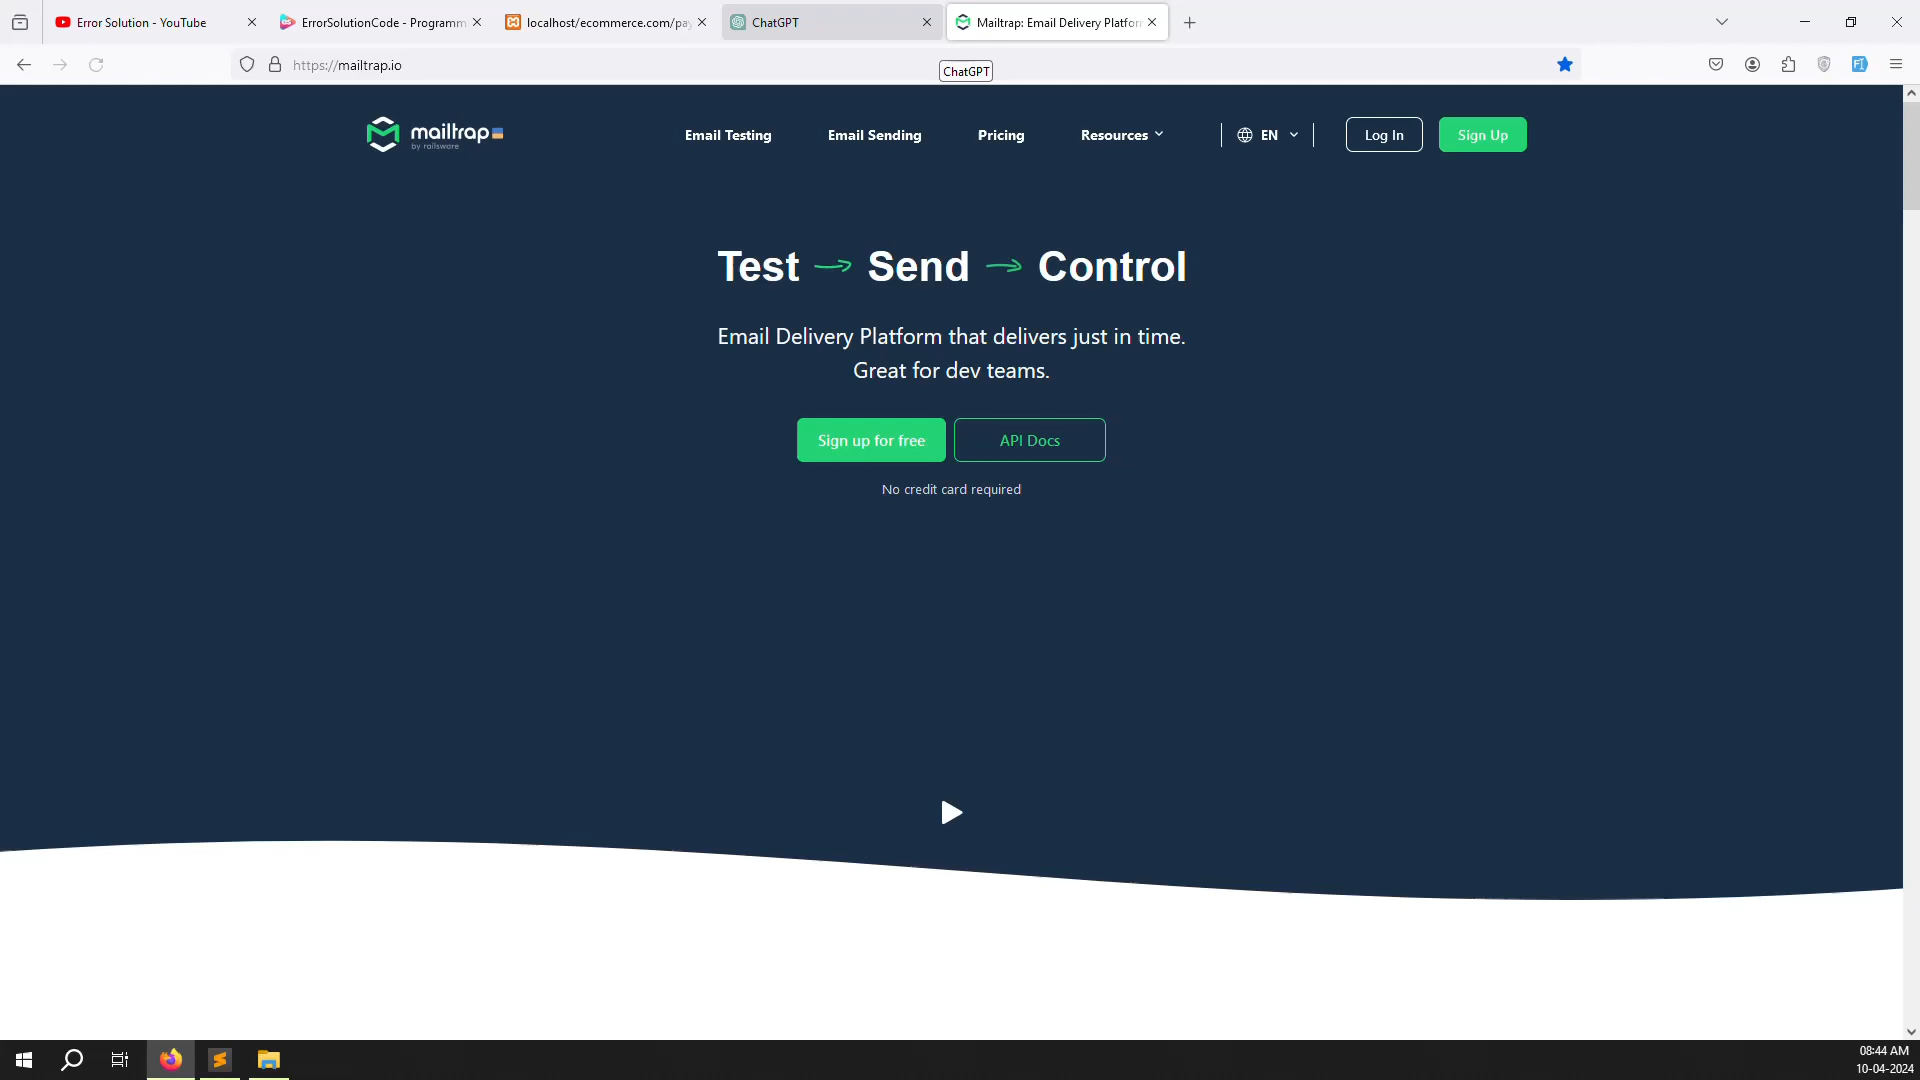 Error Solution - YouTube
ErrorSolutionCode - Programm
localhost/ecommerce.com/pay
ChatGPT
Mailtrap: Email Delivery Platfor
https://mailtrap.io
ChatGPT
mailtrap
by railsware
Email Testing
Email Sending
Pricing
Resources
EN
Log In
Sign Up
Test
Send
Control
Email Delivery Platform that delivers just in time.
Great for dev teams.
Sign up for free
API Docs
No credit card required
08:44 AM
10-04-2024